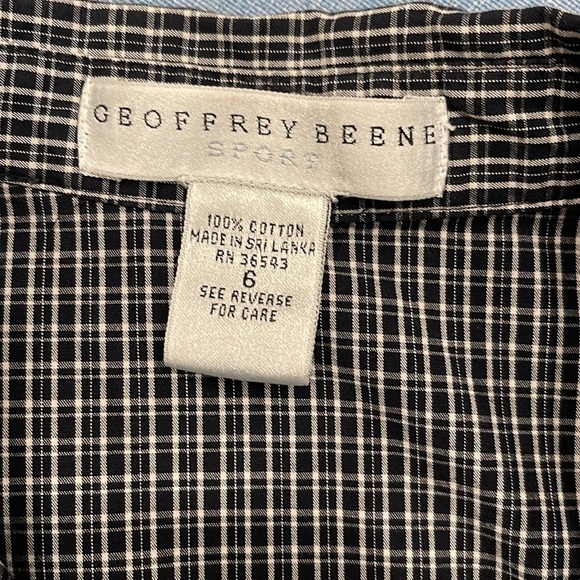 GEOFFREY BEENE
SPORT
100% COTTON
MADE IN SRI LANKA
RN 36543
6
SEE REVERSE
FOR CARE